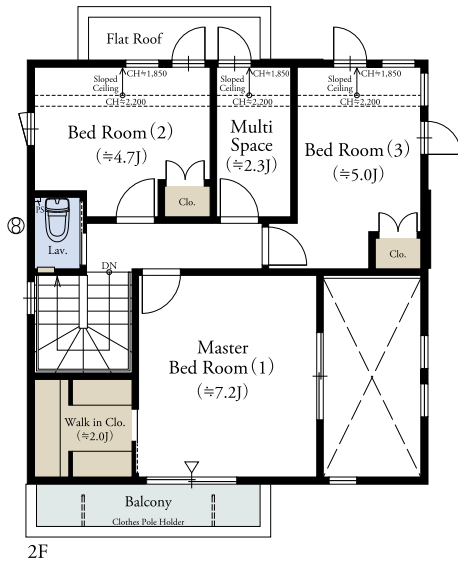 Flat Roof
Sloped
Ceiling
CH≒1,850
Sloped
Ceiling
CH≒1,850
Sloped
Ceiling
CH≒1,850
CH≒2,200
CH≒2,200
CH≒2,200
Bed Room(2)
(≒4.7J)
Multi
Space
(≒2.3J)
Bed Room(3)
(≒5.0J)
Clo.
PS
Lav.
Clo.
DN
Master
Bed Room(1)
(≒7.2J)
Walk in Clo.
(≒2.0J)
Balcony
Clothes Pole Holder
2F